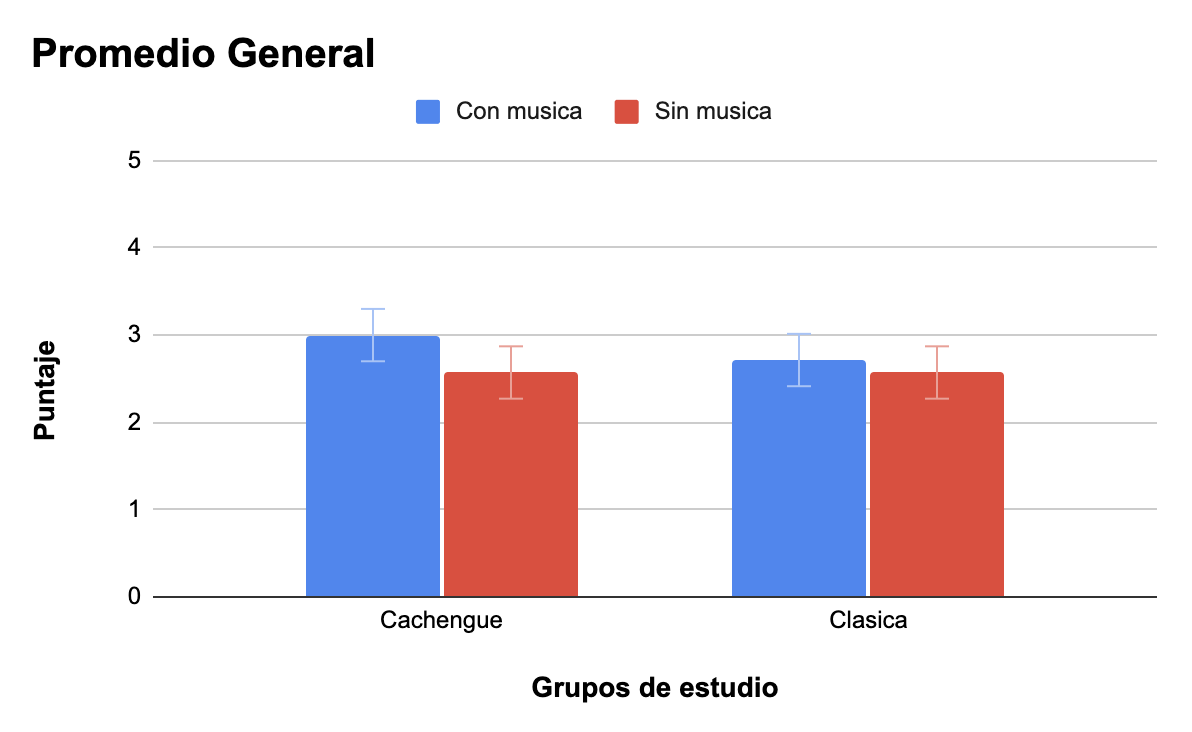 Promedio General
Con musica Sin musica
5
4
3
2
1
0
Puntaje
Cachengue Clasica
Grupos de estudio